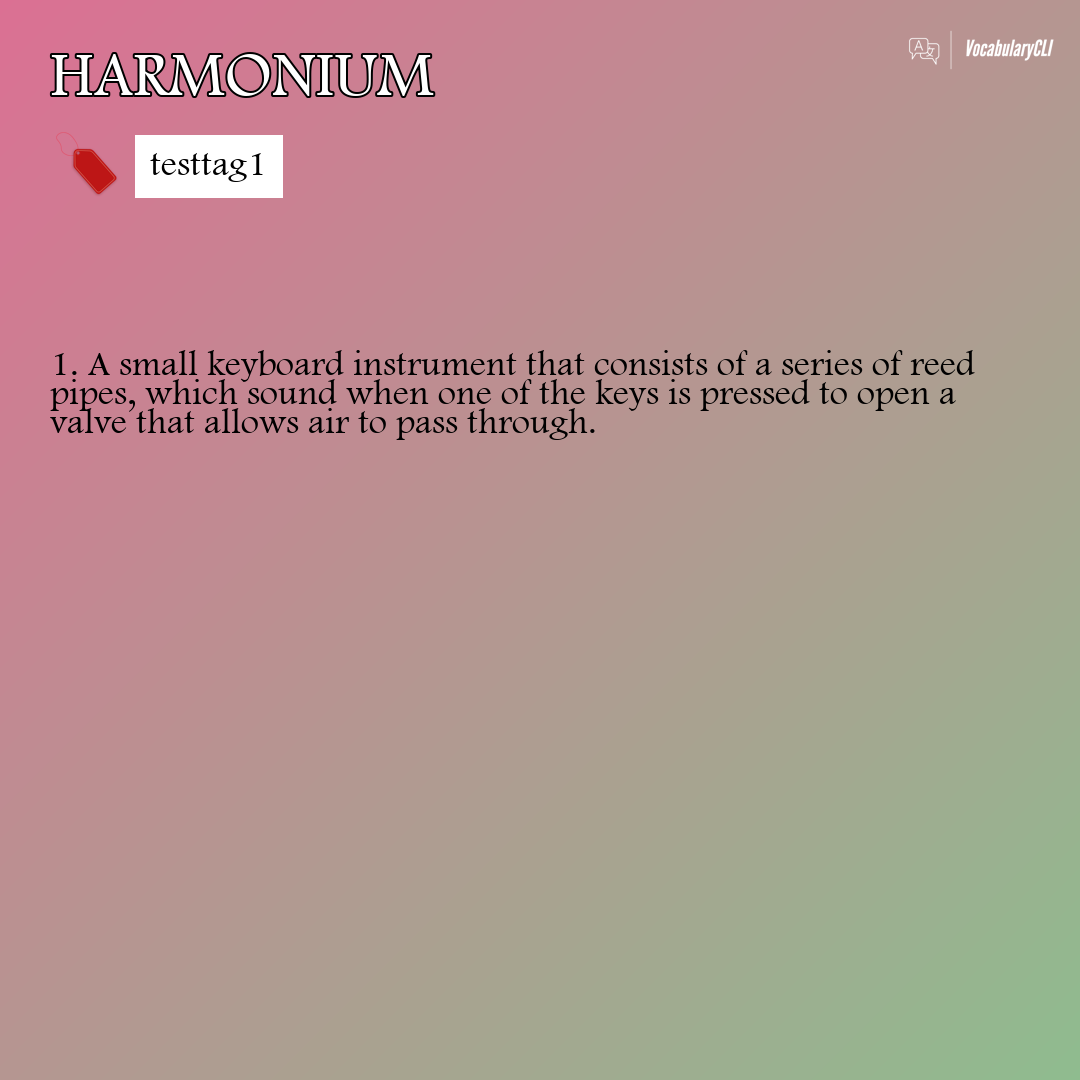 HARMONIUM
VocabularyCLI
testtag1
1. A small keyboard instrument that consists of a series of reed
pipes, which sound when one of the keys is pressed to open a
valve that allows air to pass through.